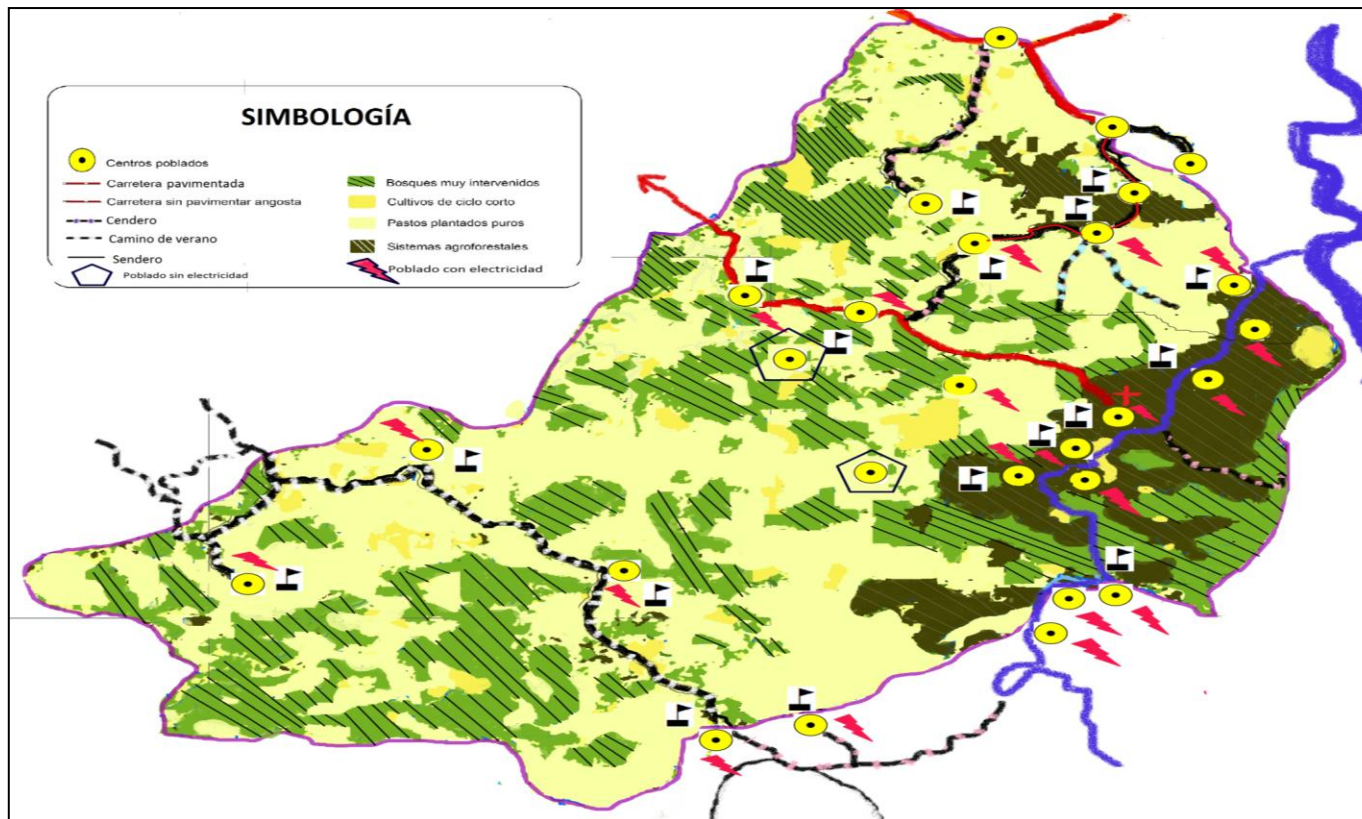 SIMBOLOGÍA
Centros poblados
Carretera pavimentada
Carretera sin pavimentar angosta
Cendero
Camino de verano
Sendero
Poblado sin electricidad
Bosques muy intervenidos
Cultivos de ciclo corto
Pastos plantados puros
Sistemas agroforestales
Poblado con electricidad